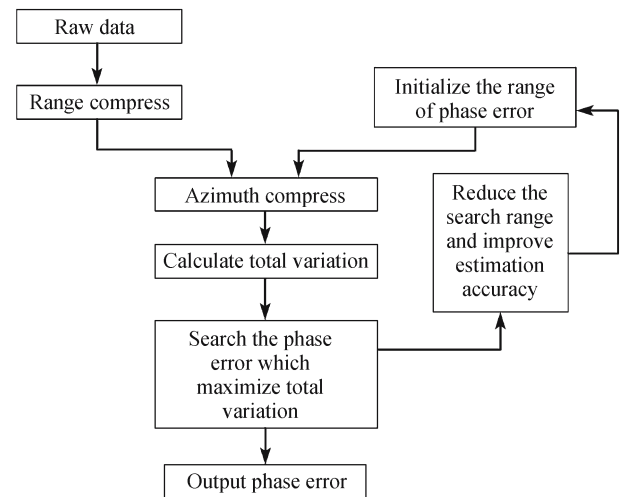 Raw data
Range compress
Initialize the range
of phase error
Azimuth compress
Reduce the
search range
and improve
estimation
accuracy
Calculate total variation
Search the phase
error which
maximize total
variation
Output phase error